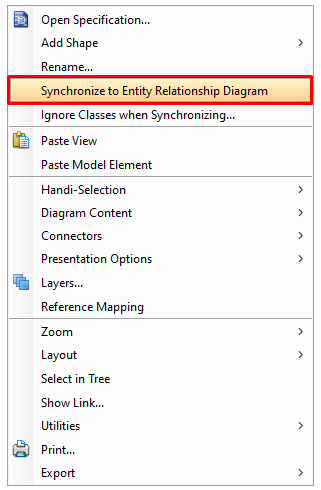 Open Specification...
Add Shape
Rename...
Synchronize to Entity Relationship Diagram
Ignore Classes when Synchronizing...
Paste View
Paste Model Element
Handi-Selection
Diagram Content
Connectors
Presentation Options
Layers...
Reference Mapping
Zoom
Layout
Select in Tree
Show Link...
Utilities
Print...
Export